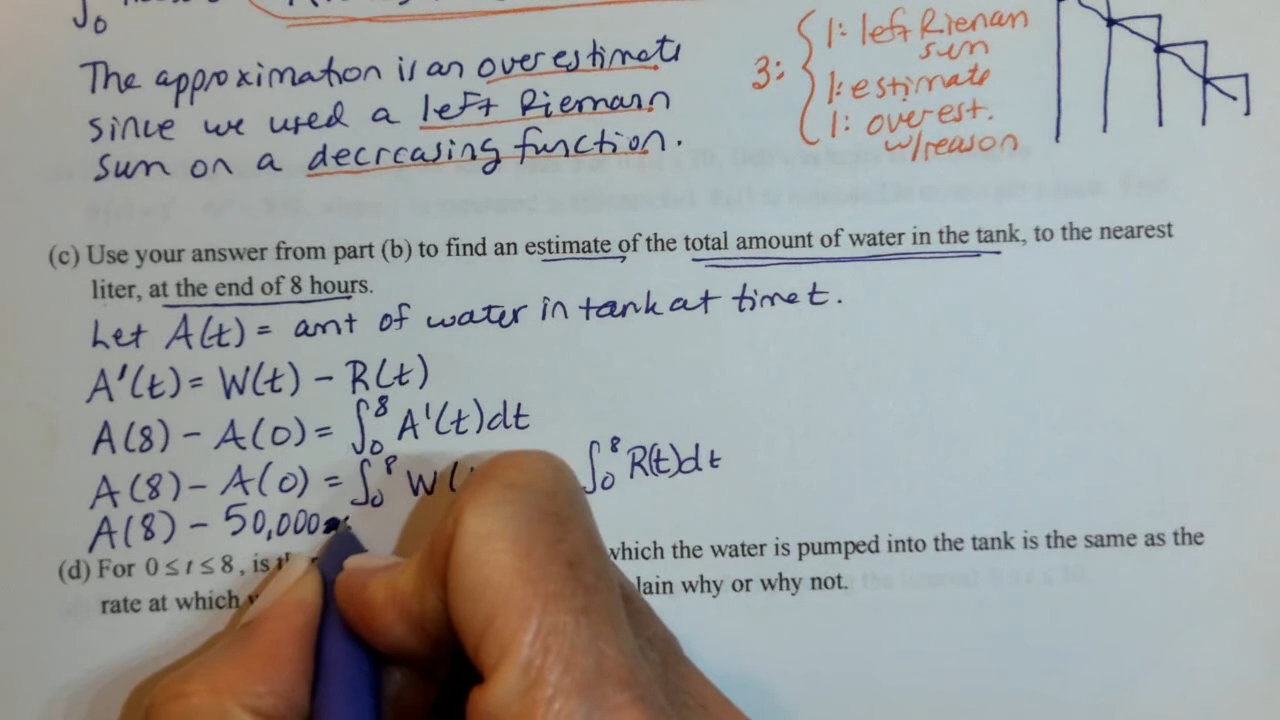 ∫0
The approximation is an overestimate
since we used a left Riemann
sum on a decreasing function.
3: { 1: left Rieman
sum
1: estimate
1: overest.
w/reason
(c) Use your answer from part (b) to find an estimate of the total amount of water in the tank, to the nearest
liter, at the end of 8 hours.
Let A(t) = amt of water in tank at time t.
A'(t) = W(t) - R(t)
A(8) - A(0) = ∫₀⁸ A'(t)dt
A(8) - A(0) = ∫₀⁸ W( ∫₀⁸ R(t)dt
A(8) - 50,000
(d) For 0 ≤ t ≤ 8, is which the water is pumped into the tank is the same as the
rate at which why or why not.